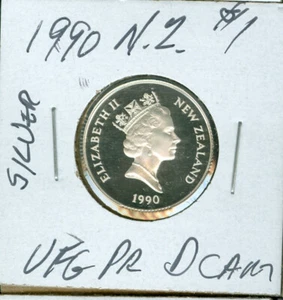 1990 N.Z. $1
SILVER
ELIZABETH II NEW ZEALAND
1990
VFG PR DCAM